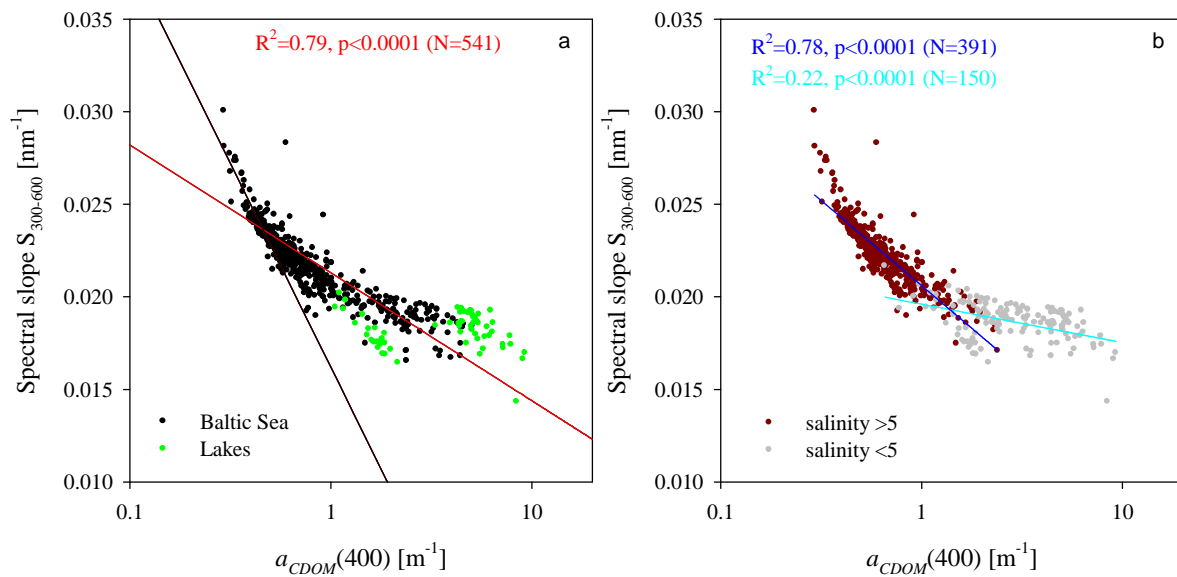 R²=0.79, p<0.0001 (N=541)
a
0.035
0.030
0.025
0.020
0.015
0.010
Spectral slope S₃₀₀₋₆₀₀ [nm⁻¹]
Baltic Sea
Lakes
0.1
1
10
a_CDOM(400) [m⁻¹]
R²=0.78, p<0.0001 (N=391)
b
R²=0.22, p<0.0001 (N=150)
0.035
0.030
0.025
0.020
0.015
0.010
Spectral slope S₃₀₀₋₆₀₀ [nm⁻¹]
salinity >5
salinity <5
0.1
1
10
a_CDOM(400) [m⁻¹]